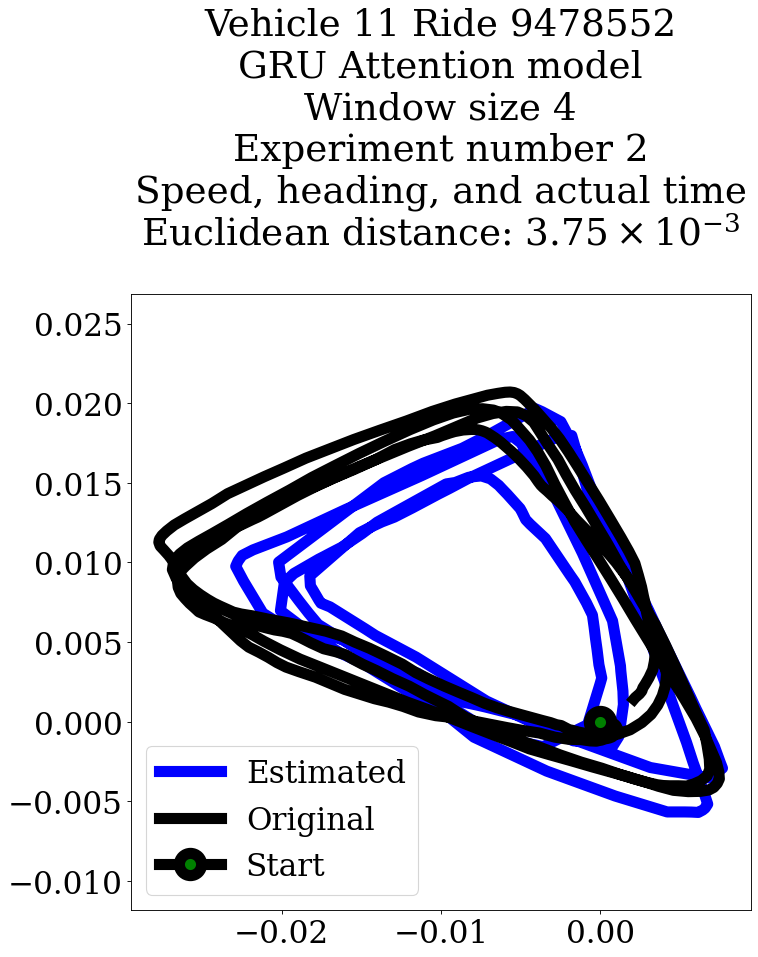 Vehicle 11 Ride 9478552
GRU Attention model
Window size 4
Experiment number 2
Speed, heading, and actual time
Euclidean distance: 3.75 × 10⁻³
0.025
0.020
0.015
0.010
0.005
0.000
−0.005
−0.010
Estimated
Original
Start
−0.02 −0.01 0.00